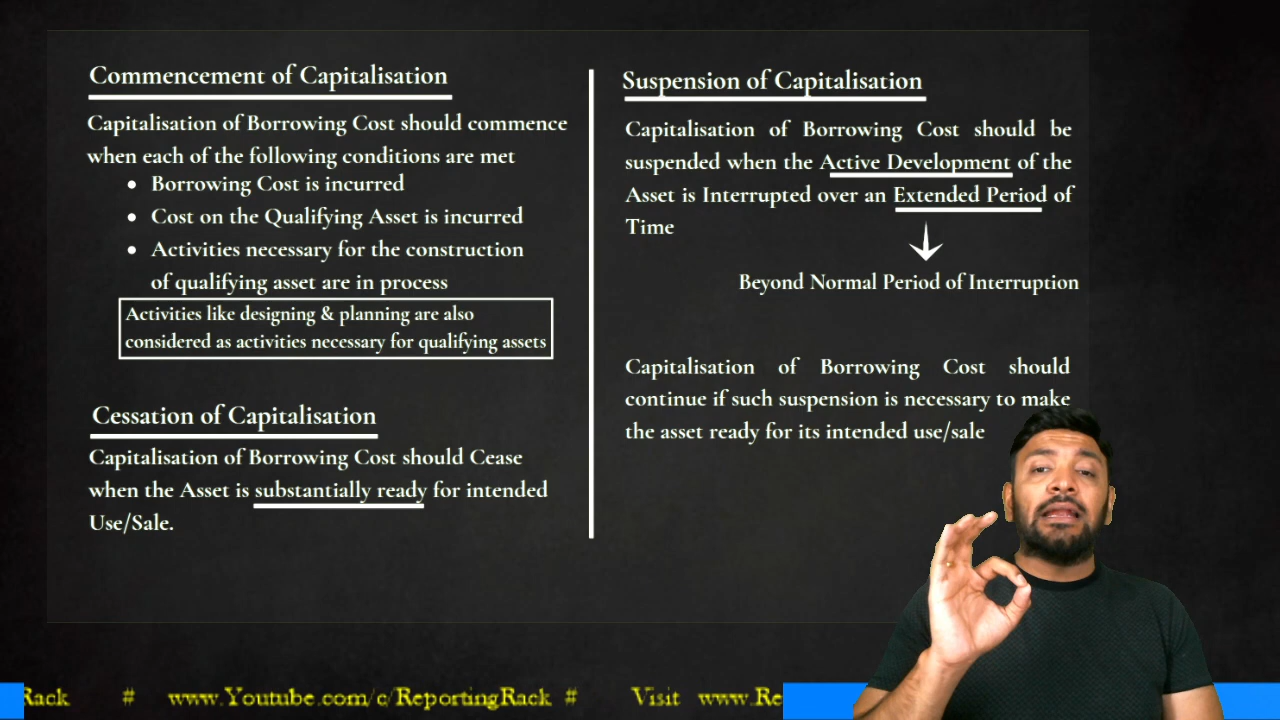 Commencement of Capitalisation
Capitalisation of Borrowing Cost should commence
when each of the following conditions are met
• Borrowing Cost is incurred
• Cost on the Qualifying Asset is incurred
• Activities necessary for the construction
of qualifying asset are in process
Activities like designing & planning are also
considered as activities necessary for qualifying assets
Cessation of Capitalisation
Capitalisation of Borrowing Cost should Cease
when the Asset is substantially ready for intended
Use/Sale.
Suspension of Capitalisation
Capitalisation of Borrowing Cost should be
suspended when the Active Development of the
Asset is Interrupted over an Extended Period of
Time
Beyond Normal Period of Interruption
Capitalisation of Borrowing Cost should
continue if such suspension is necessary to make
the asset ready for its intended use/sale
Rack # www.Youtube.com/c/ReportingRack # Visit www.Re